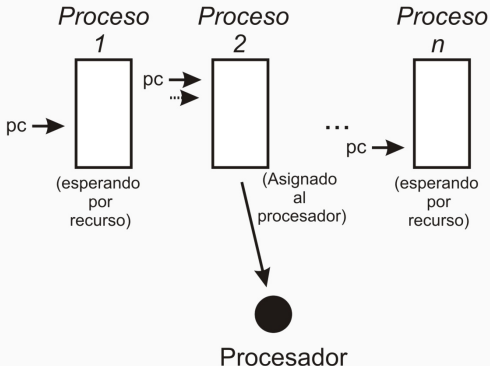 Proceso
1
pc
(esperando
por
recurso)
Proceso
2
pc
(Asignado
al
procesador)
...
Proceso
n
pc
(esperando
por
recurso)
Procesador